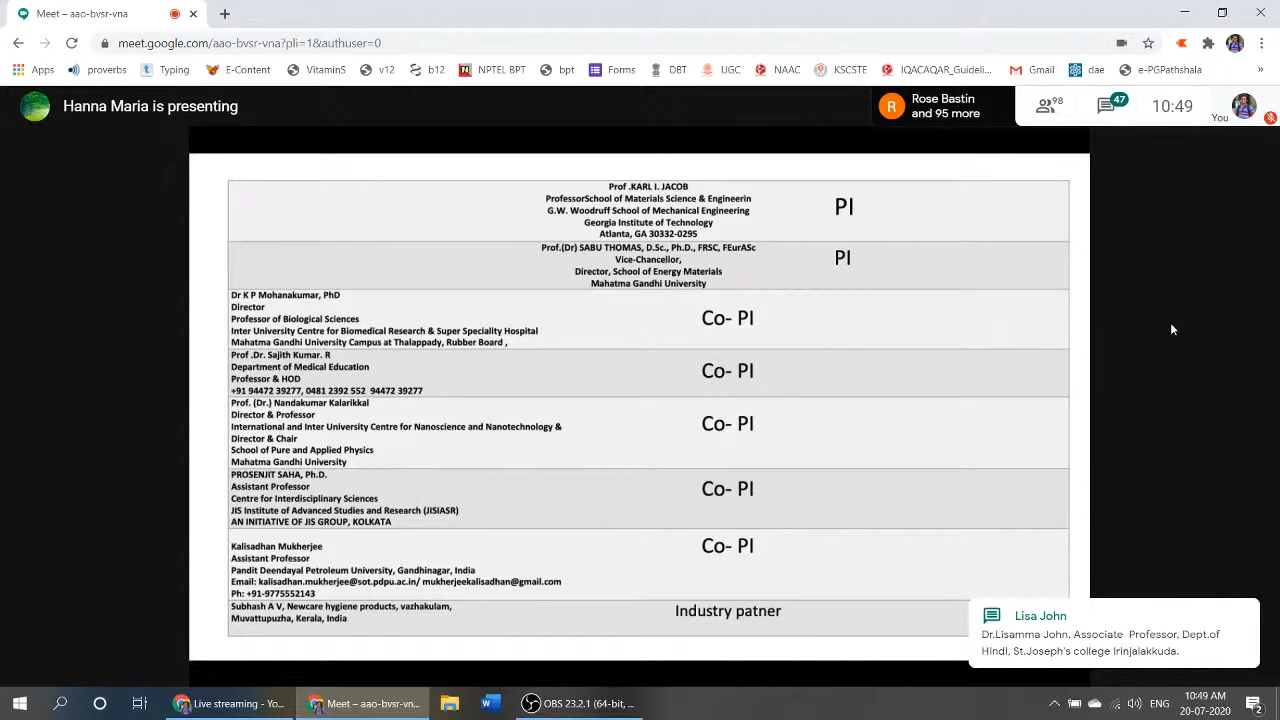 Meet – aao-bvsr-vna
meet.google.com/aao-bvsr-vna?pli=1&authuser=0
Apps proverbs Typing E-Content VitaminS v12 b12 NPTEL BPT bpt Forms DBT UGC NAAC KSCSTE IQACAQAS_Guideli... Gmail dae e-PGPathshala »
Hanna Maria is presenting
R
Rose Bastin
and 95 more
98
47
10:49
You
Prof .KARL I. JACOB
ProfessorSchool of Materials Science & Engineerin
G.W. Woodruff School of Mechanical Engineering
Georgia Institute of Technology
Atlanta, GA 30332-0295
PI
Prof.(Dr) SABU THOMAS, D.Sc., Ph.D., FRSC, FEurASc
Vice-Chancellor,
Director, School of Energy Materials
Mahatma Gandhi University
PI
Dr K P Mohanakumar, PhD
Director
Professor of Biological Sciences
Inter University Centre for Biomedical Research & Super Speciality Hospital
Mahatma Gandhi University Campus at Thalappady, Rubber Board ,
Co- PI
Prof .Dr. Sajith Kumar. R
Department of Medical Education
Professor & HOD
+91 94472 39277, 0481 2392 552 94472 39277
Co- PI
Prof. (Dr.) Nandakumar Kalarikkal
Director & Professor
International and Inter University Centre for Nanoscience and Nanotechnology &
Director & Chair
School of Pure and Applied Physics
Mahatma Gandhi University
Co- PI
PROSENJIT SAHA, Ph.D.
Assistant Professor
Centre for Interdisciplinary Sciences
JIS Institute of Advanced Studies and Research (JISIASR)
AN INITIATIVE OF JIS GROUP, KOLKATA
Co- PI
Kalisadhan Mukherjee
Assistant Professor
Pandit Deendayal Petroleum University, Gandhinagar, India
Email: kalisadhan.mukherjee@sot.pdpu.ac.in/ mukherjeekalisadhan@gmail.com
Ph: +91-9775552143
Co- PI
Subhash A V, Newcare hygiene products, vazhakulam,
Muvattupuzha, Kerala, India
Industry patner
Lisa John
Dr.Lisamma John, Associate Professor, Dept.of
HIndI, St.Joseph's college Irinjalakkuda.
Live streaming - Yo...
Meet – aao-bvsr-vn...
OBS 23.2.1 (64-bit, ...
ENG
10:49 AM
20-07-2020
2